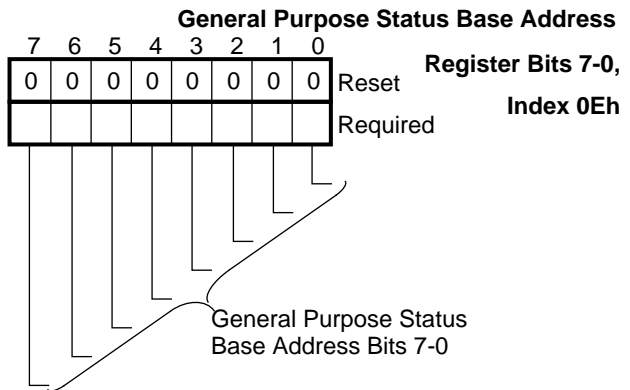 General Purpose Status Base Address
Register Bits 7-0,
Index 0Eh
7 6 5 4 3 2 1 0
0 0 0 0 0 0 0 0 Reset
Required
General Purpose Status
Base Address Bits 7-0